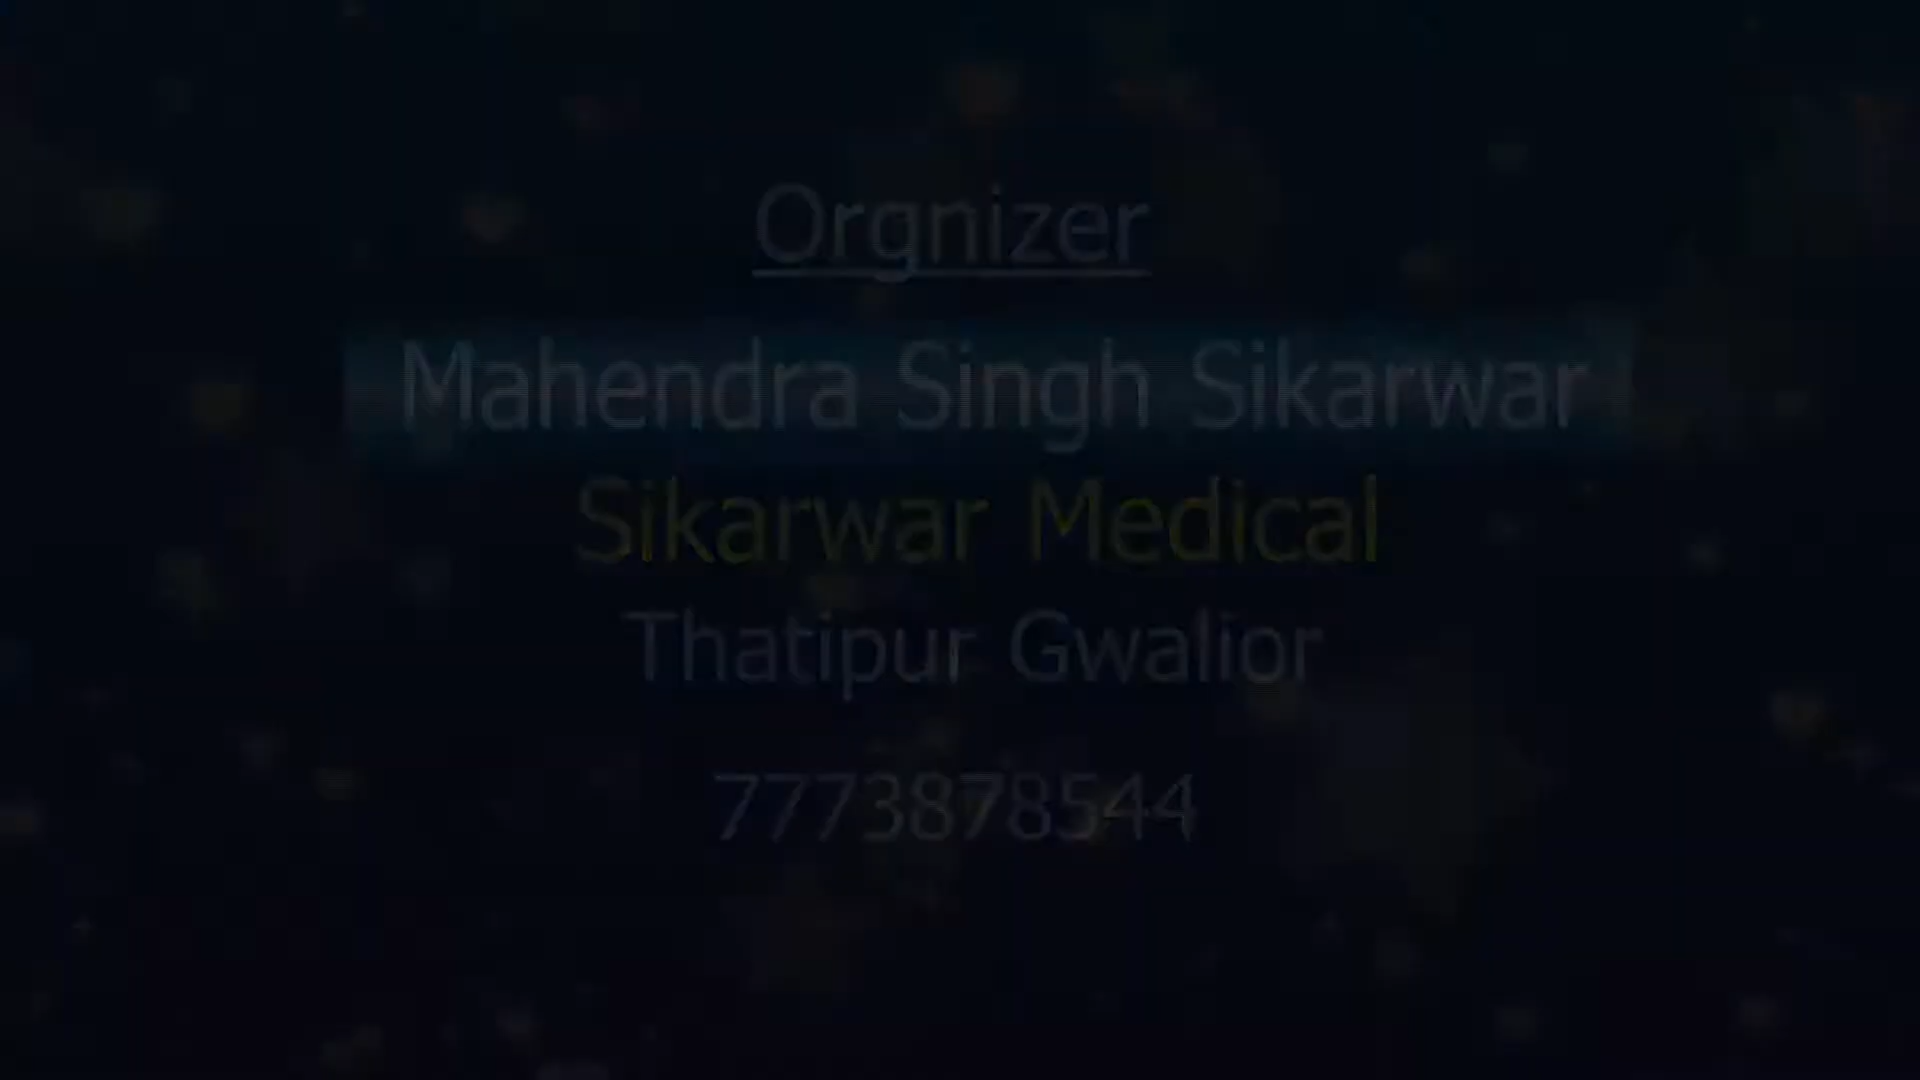 Orgnizer
Mahendra Singh Sikarwar
Sikarwar Medical
Thatipur Gwalior
7773878544